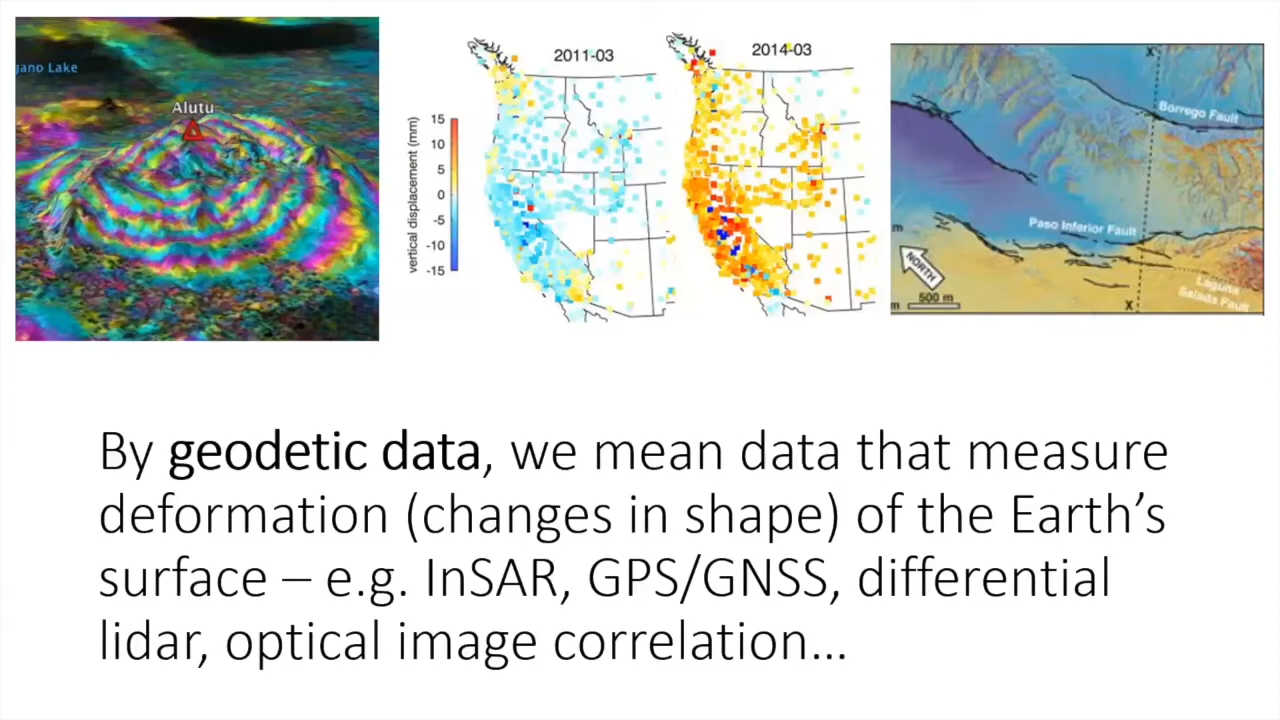 gano Lake
Alutu
2011-03
2014-03
vertical displacement (mm)
15
10
5
0
-5
-10
-15
Borrego Fault
Paso Inferior Fault
Laguna
Salada Fault
NORTH
500 m
m
m
X
X
By geodetic data, we mean data that measure
deformation (changes in shape) of the Earth’s
surface – e.g. InSAR, GPS/GNSS, differential
lidar, optical image correlation…